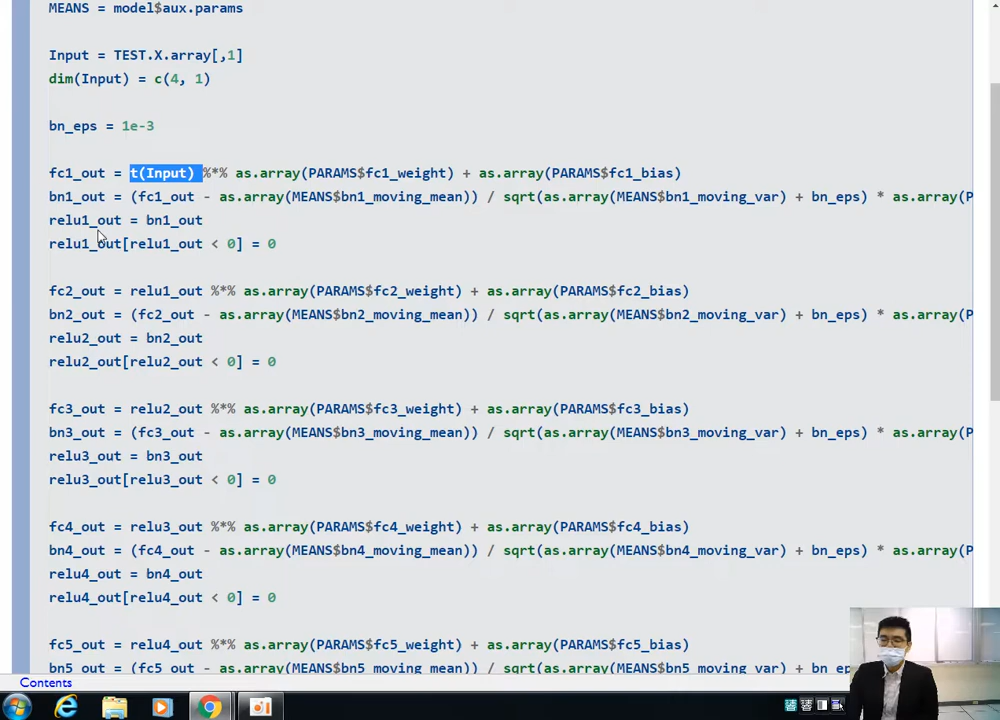 MEANS = model$aux.params
Input = TEST.X.array[,1]
dim(Input) = c(4, 1)
bn_eps = 1e-3
fc1_out = t(Input) %*% as.array(PARAMS$fc1_weight) + as.array(PARAMS$fc1_bias)
bn1_out = (fc1_out - as.array(MEANS$bn1_moving_mean)) / sqrt(as.array(MEANS$bn1_moving_var) + bn_eps) * as.array(P
relu1_out = bn1_out
relu1_out[relu1_out < 0] = 0
fc2_out = relu1_out %*% as.array(PARAMS$fc2_weight) + as.array(PARAMS$fc2_bias)
bn2_out = (fc2_out - as.array(MEANS$bn2_moving_mean)) / sqrt(as.array(MEANS$bn2_moving_var) + bn_eps) * as.array(P
relu2_out = bn2_out
relu2_out[relu2_out < 0] = 0
fc3_out = relu2_out %*% as.array(PARAMS$fc3_weight) + as.array(PARAMS$fc3_bias)
bn3_out = (fc3_out - as.array(MEANS$bn3_moving_mean)) / sqrt(as.array(MEANS$bn3_moving_var) + bn_eps) * as.array(P
relu3_out = bn3_out
relu3_out[relu3_out < 0] = 0
fc4_out = relu3_out %*% as.array(PARAMS$fc4_weight) + as.array(PARAMS$fc4_bias)
bn4_out = (fc4_out - as.array(MEANS$bn4_moving_mean)) / sqrt(as.array(MEANS$bn4_moving_var) + bn_eps) * as.array(P
relu4_out = bn4_out
relu4_out[relu4_out < 0] = 0
fc5_out = relu4_out %*% as.array(PARAMS$fc5_weight) + as.array(PARAMS$fc5_bias)
bn5_out = (fc5_out - as.array(MEANS$bn5_moving_mean)) / sqrt(as.array(MEANS$bn5_moving_var) + bn_e
Contents